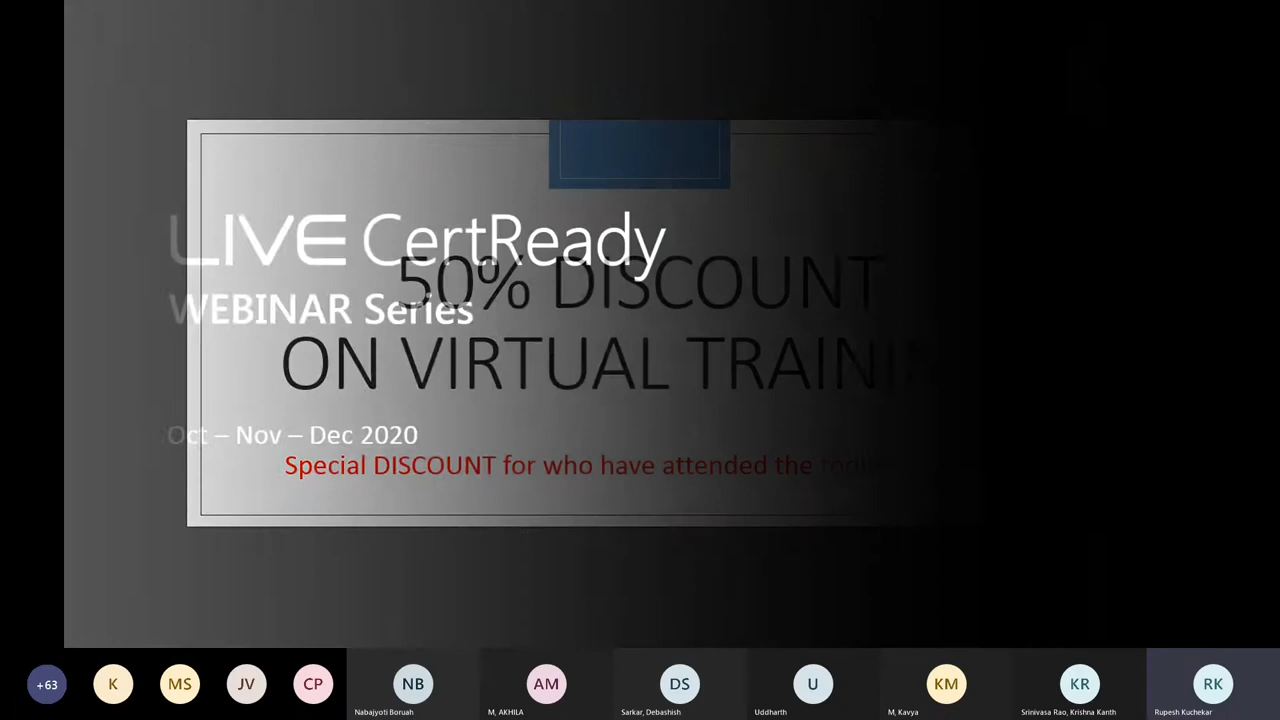 LIVE CertReady
50% DISCOUNT
WEBINAR Series
ON VIRTUAL
Oct – Nov – Dec 2020
Special DISCOUNT for who have attended the
+63
K
MS
JV
CP
NB
AM
DS
U
KM
KR
RK
Nabajyoti Boruah
M, AKHILA
Sarkar, Debashish
Uddharth
M, Kavya
Srinivasa Rao, Krishna Kanth
Rupesh Kuchekar